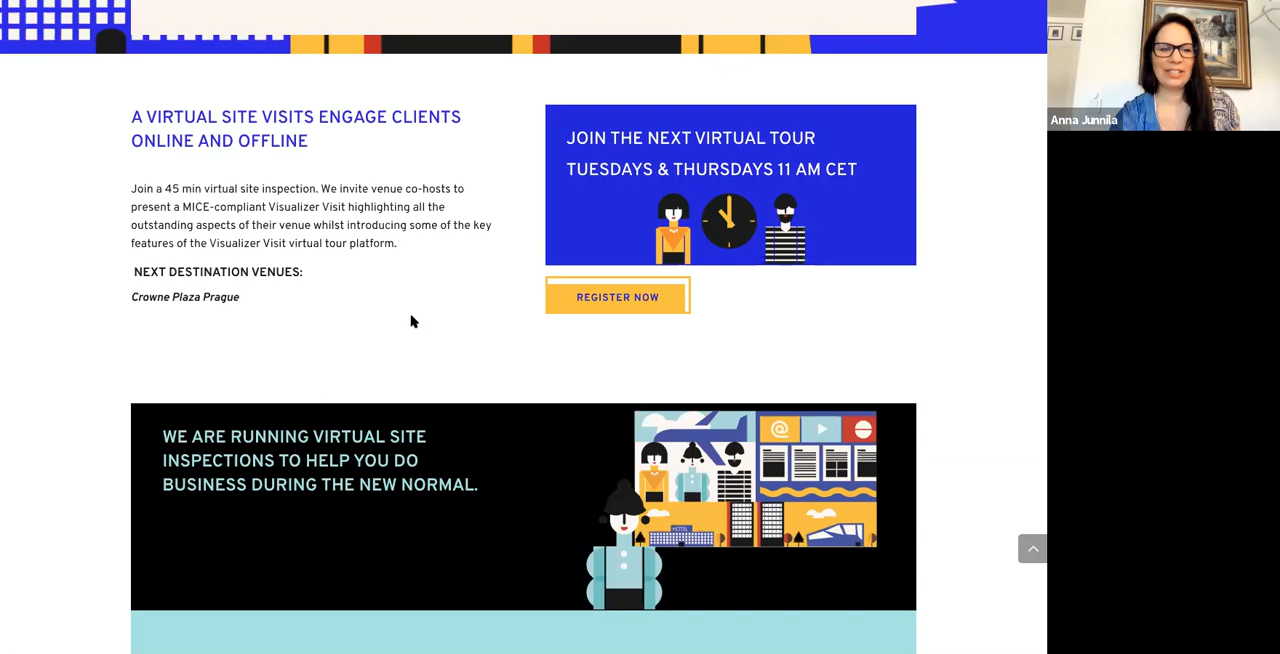 A VIRTUAL SITE VISITS ENGAGE CLIENTS
ONLINE AND OFFLINE
Join a 45 min virtual site inspection. We invite venue co-hosts to
present a MICE-compliant Visualizer Visit highlighting all the
outstanding aspects of their venue whilst introducing some of the key
features of the Visualizer Visit virtual tour platform.
NEXT DESTINATION VENUES:
Crowne Plaza Prague
JOIN THE NEXT VIRTUAL TOUR
TUESDAYS & THURSDAYS 11 AM CET
REGISTER NOW
WE ARE RUNNING VIRTUAL SITE
INSPECTIONS TO HELP YOU DO
BUSINESS DURING THE NEW NORMAL.
@
HOTEL
Anna Junnila